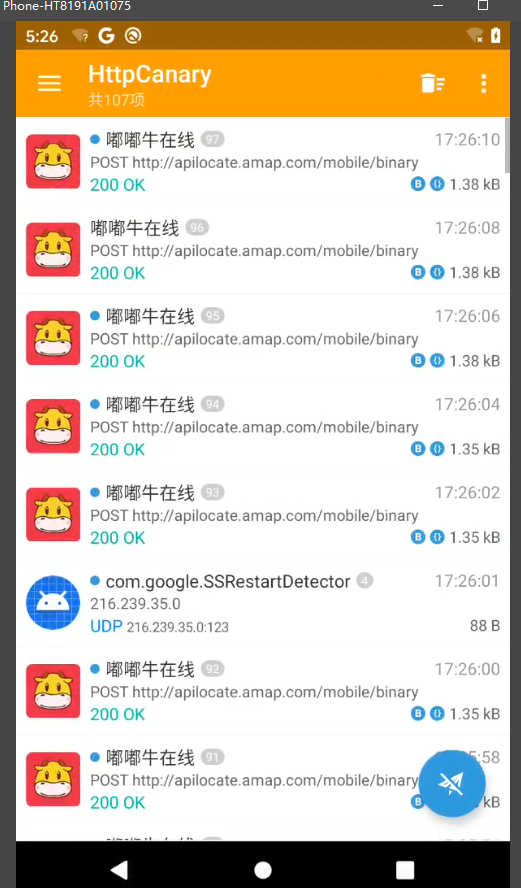 Phone-HT8191A01075
5:26
HttpCanary
共107项
嘟嘟牛在线 97 17:26:10
POST http://apilocate.amap.com/mobile/binary
200 OK B {} 1.38 kB
嘟嘟牛在线 96 17:26:08
POST http://apilocate.amap.com/mobile/binary
200 OK B {} 1.38 kB
嘟嘟牛在线 95 17:26:06
POST http://apilocate.amap.com/mobile/binary
200 OK B {} 1.38 kB
嘟嘟牛在线 94 17:26:04
POST http://apilocate.amap.com/mobile/binary
200 OK B {} 1.35 kB
嘟嘟牛在线 93 17:26:02
POST http://apilocate.amap.com/mobile/binary
200 OK B {} 1.35 kB
com.google.SSRestartDetector 4 17:26:01
216.239.35.0
UDP 216.239.35.0:123 88 B
嘟嘟牛在线 92 17:26:00
POST http://apilocate.amap.com/mobile/binary
200 OK B {} 1.35 kB
嘟嘟牛在线 91 5:58
POST http://apilocate.amap.com/mobile/binary
200 OK kB